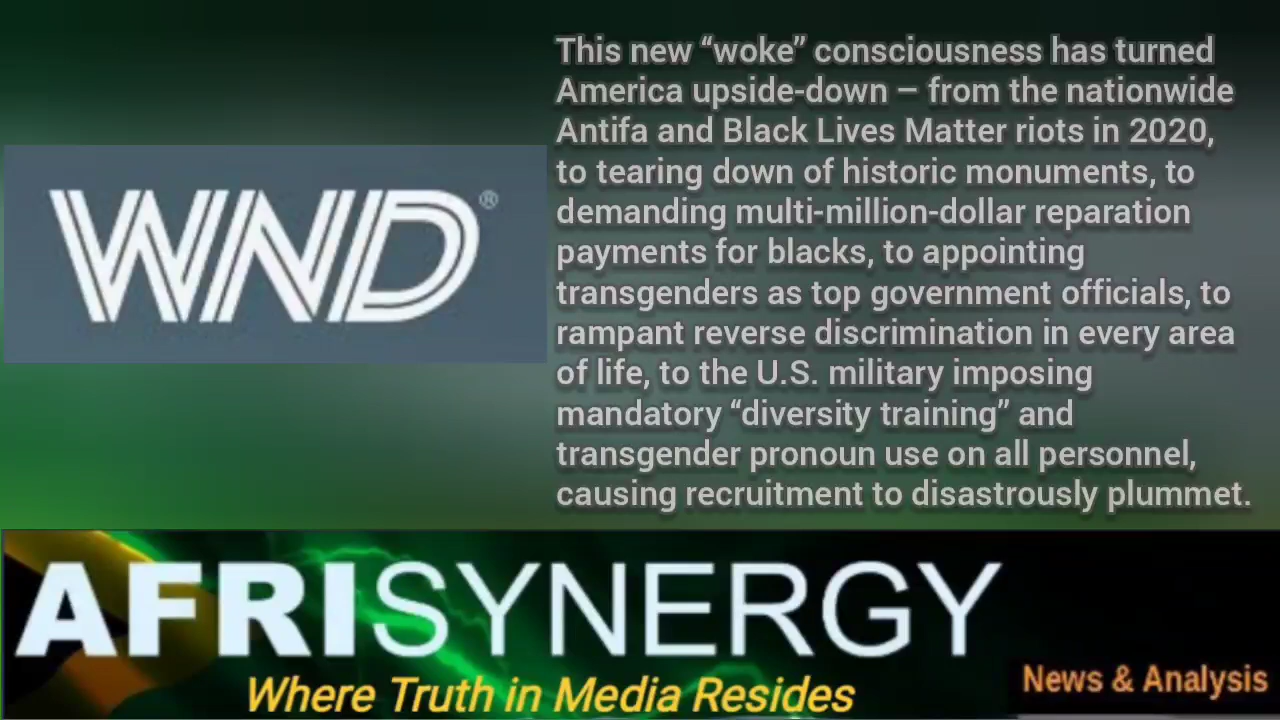 This new “woke” consciousness has turned
America upside-down – from the nationwide
Antifa and Black Lives Matter riots in 2020,
to tearing down of historic monuments, to
demanding multi-million-dollar reparation
payments for blacks, to appointing
transgenders as top government officials, to
rampant reverse discrimination in every area
of life, to the U.S. military imposing
mandatory “diversity training” and
transgender pronoun use on all personnel,
causing recruitment to disastrously plummet.
WND®
AFRISYNERGY
Where Truth in Media Resides
News & Analysis